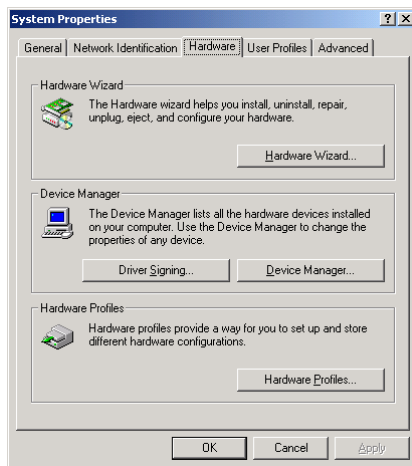 System Properties
General Network Identification Hardware User Profiles Advanced
Hardware Wizard
The Hardware wizard helps you install, uninstall, repair,
unplug, eject, and configure your hardware.
Hardware Wizard...
Device Manager
The Device Manager lists all the hardware devices installed
on your computer. Use the Device Manager to change the
properties of any device.
Driver Signing... Device Manager...
Hardware Profiles
Hardware profiles provide a way for you to set up and store
different hardware configurations.
Hardware Profiles...
OK Cancel Apply